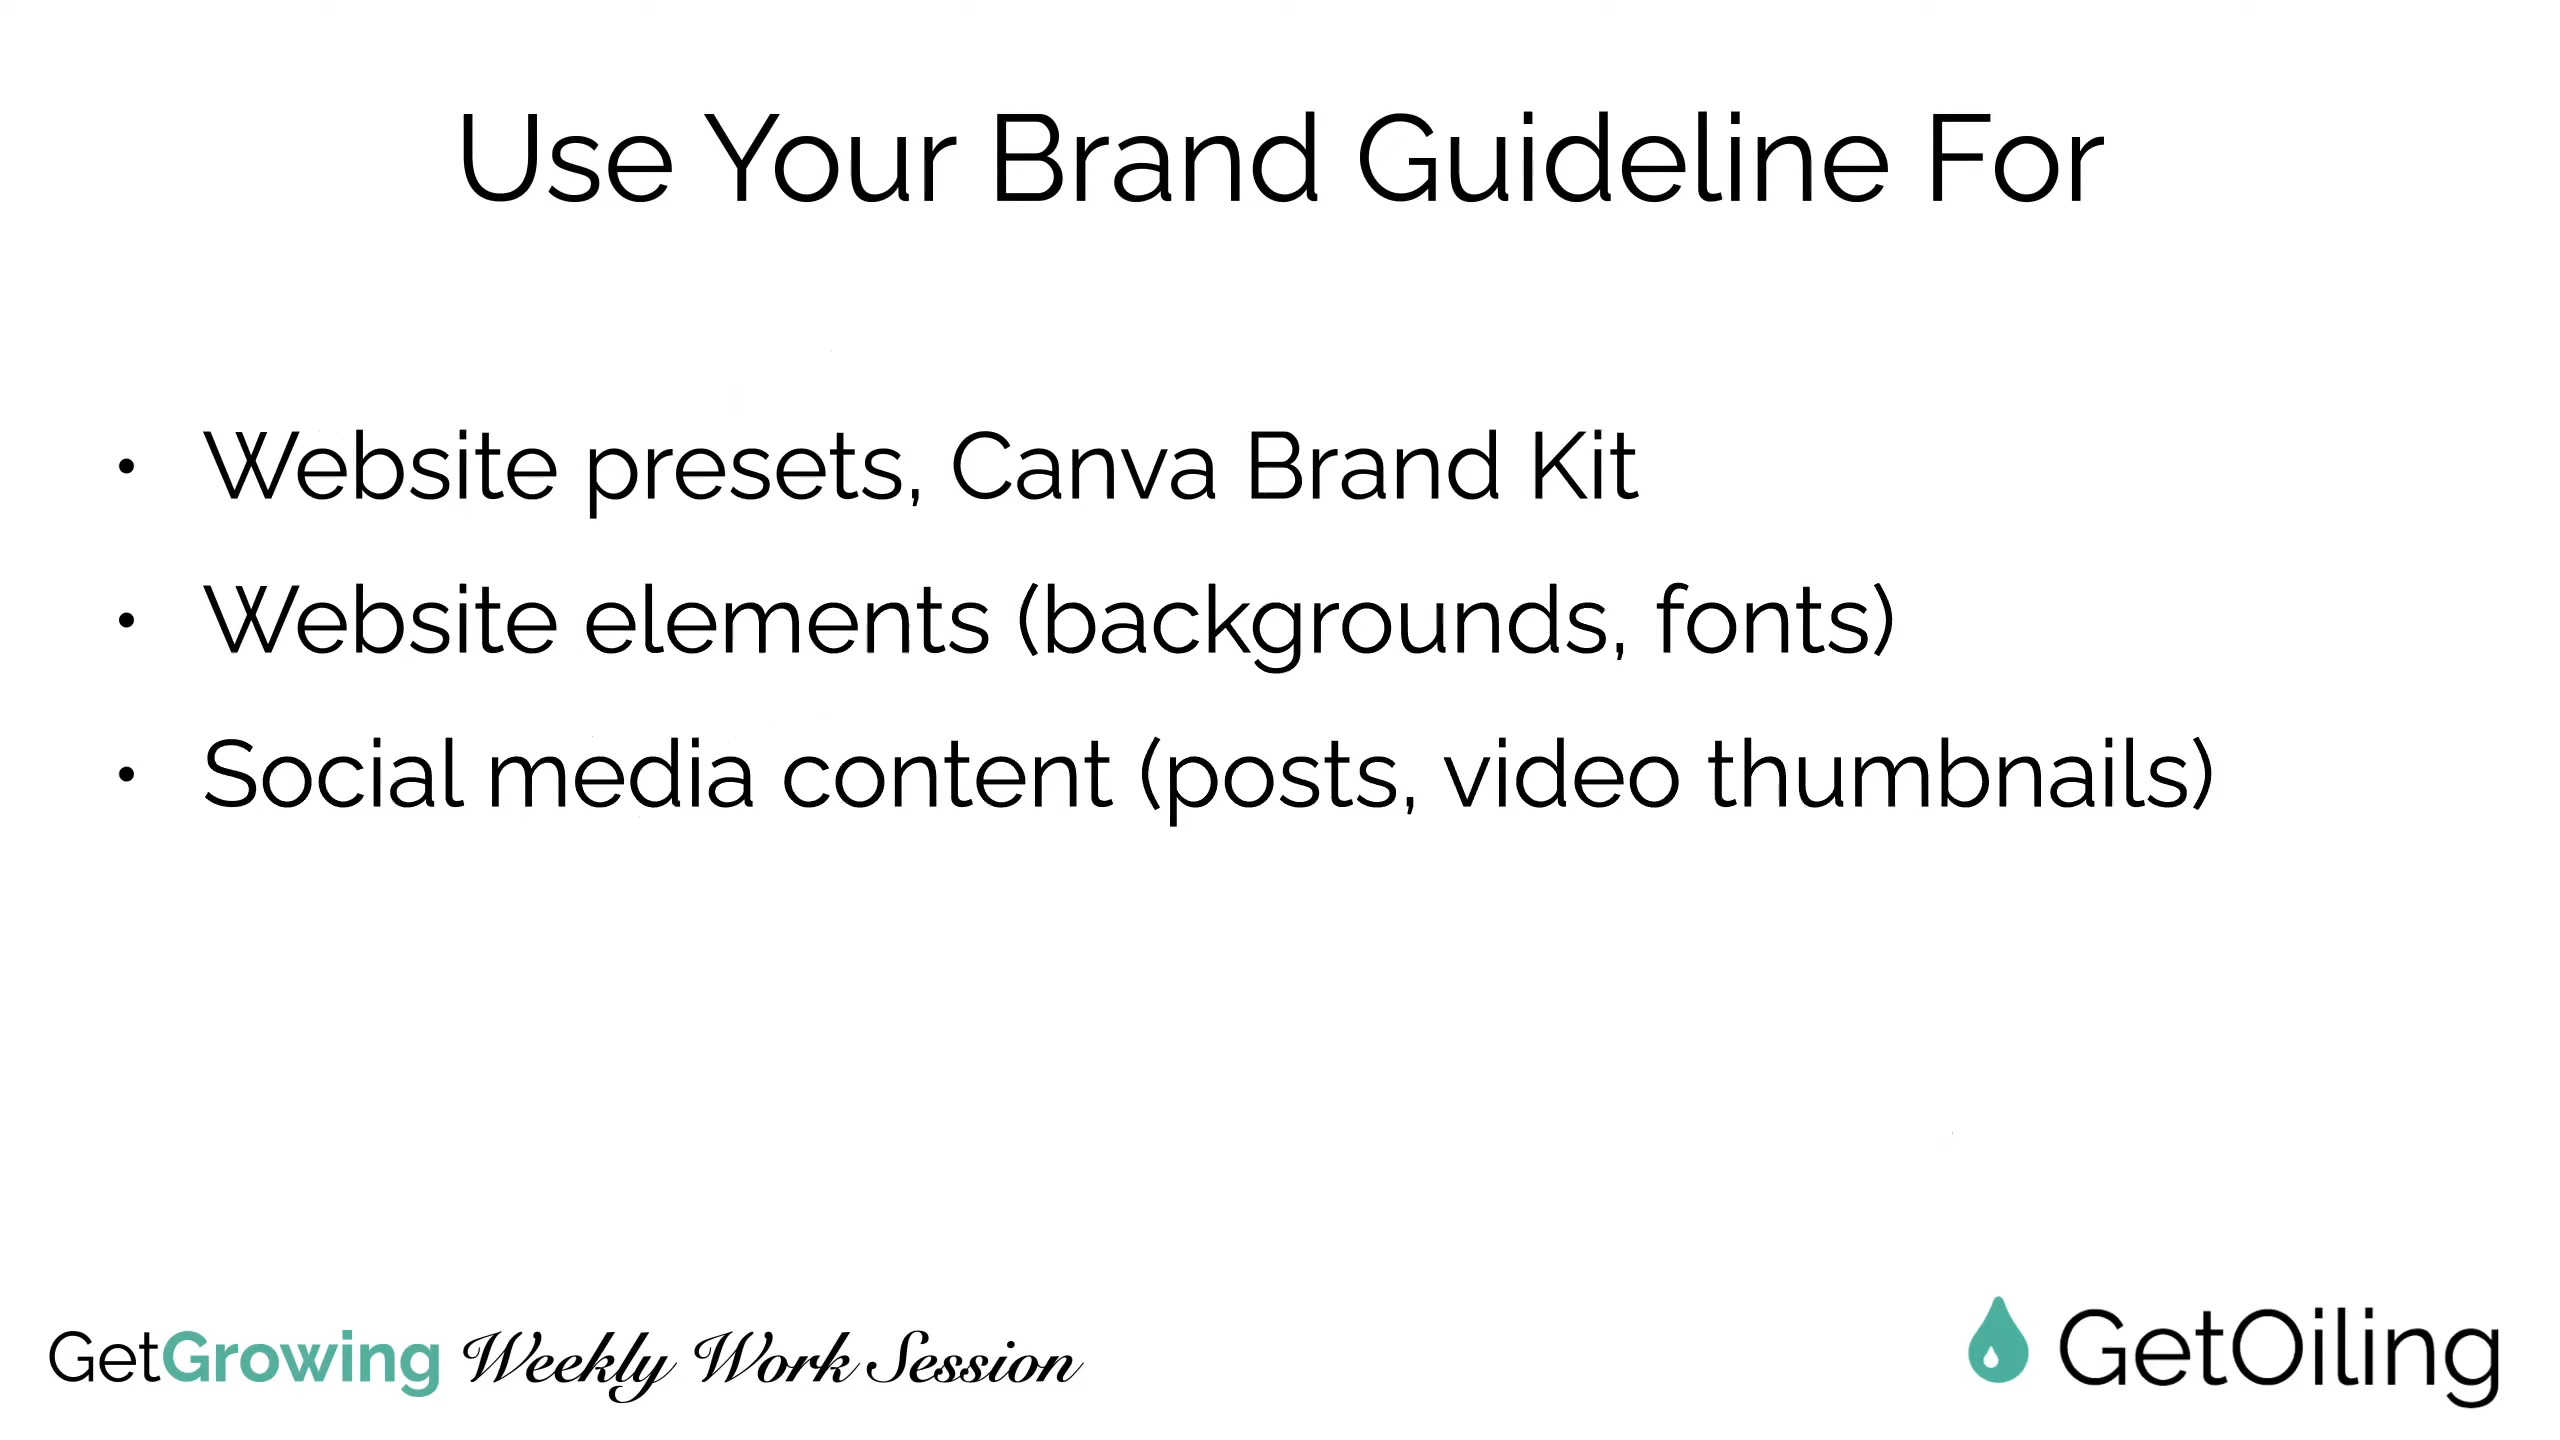 Use Your Brand Guideline For
• Website presets, Canva Brand Kit
• Website elements (backgrounds, fonts)
• Social media content (posts, video thumbnails)
GetGrowing Weekly Work Session
GetOiling